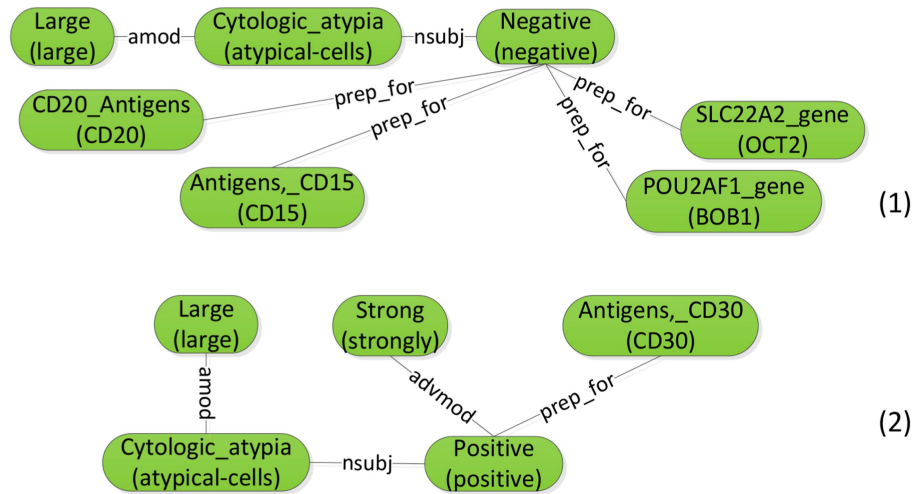 Large
(large)
amod
Cytologic_atypia
(atypical-cells)
nsubj
Negative
(negative)
prep_for
CD20_Antigens
(CD20)
prep_for
Antigens,_CD15
(CD15)
prep_for
POU2AF1_gene
(BOB1)
prep_for
SLC22A2_gene
(OCT2)
(1)
Large
(large)
amod
Cytologic_atypia
(atypical-cells)
nsubj
Positive
(positive)
Strong
(strongly)
advmod
Antigens,_CD30
(CD30)
prep_for
(2)